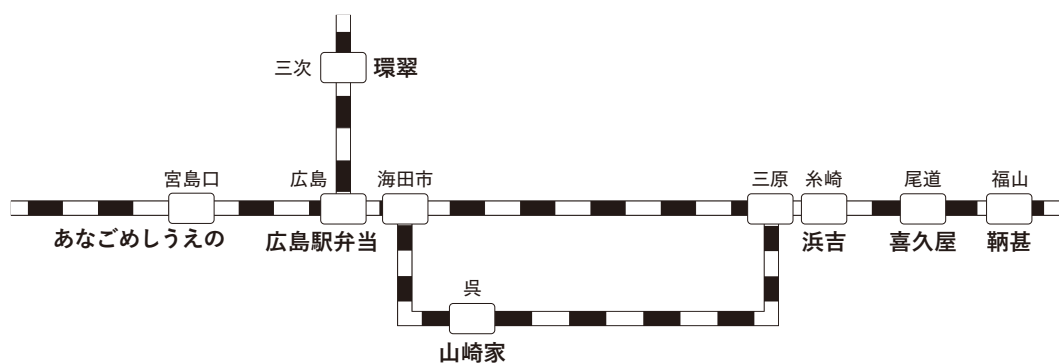 三次
環翠
宮島口
広島
海田市
三原
糸崎
尾道
福山
あなごめしうえの
広島駅弁当
浜吉
喜久屋
鞆甚
呉
山崎家